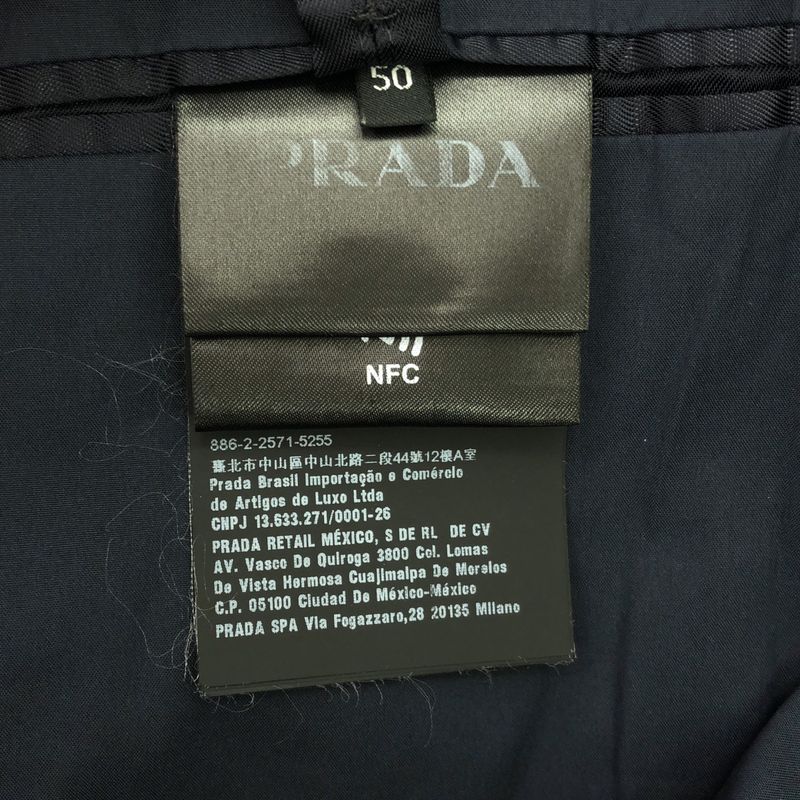 50
PRADA
NFC
886-2-2571-5255
臺北市中山區中山北路二段44號12樓A室
Prada Brasil Importação e Comércio
de Artigos de Luxo Ltda
CNPJ 13.633.271/0001-26
PRADA RETAIL MÉXICO, S DE RL DE CV
AV. Vasco De Quiroga 3800 Col. Lomas
De Vista Hermosa Cuajimalpa De Morelos
C.P. 05100 Ciudad De México-México
PRADA SPA Via Fogazzaro,28 20135 Milano